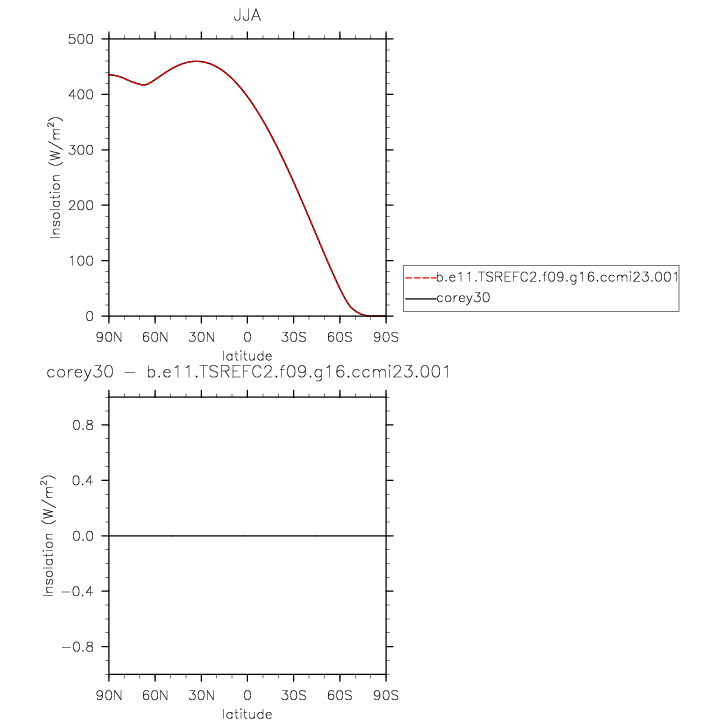 JJA
500
400
300
200
100
0
Insolation (W/m²)
90N 60N 30N 0 30S 60S 90S
latitude
b.e11.TSREFC2.f09.g16.ccmi23.001
corey30
corey30 − b.e11.TSREFC2.f09.g16.ccmi23.001
0.8
0.4
0.0
−0.4
−0.8
Insolation (W/m²)
90N 60N 30N 0 30S 60S 90S
latitude